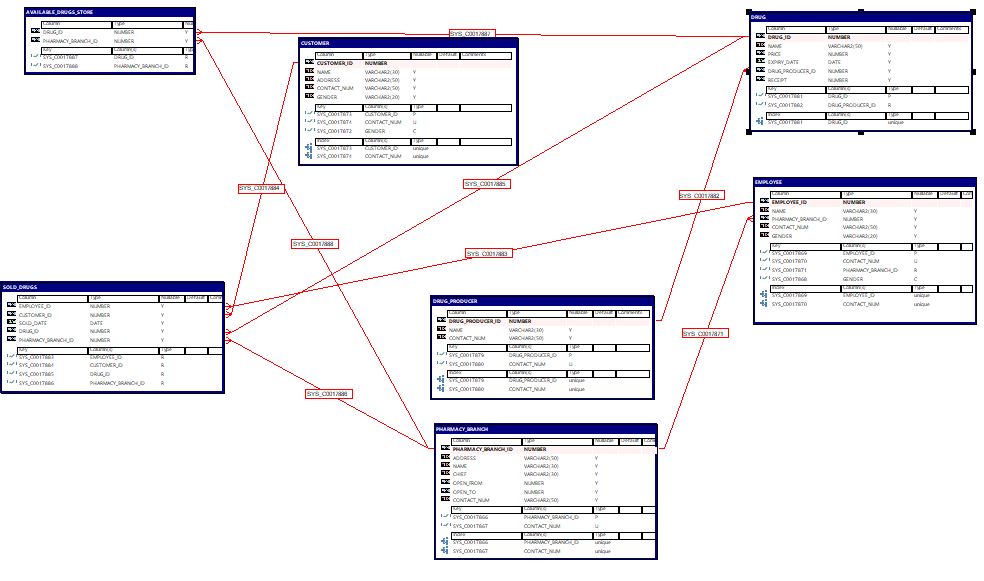 AVAILABLE_DRUGS_STORE
Column Type Nul
DRUG_ID NUMBER Y
PHARMACY_BRANCH_ID NUMBER Y
Key Column(s) Typ
SYS_C0017887 DRUG_ID R
SYS_C0017888 PHARMACY_BRANCH_ID R
SYS_C0017887
CUSTOMER
Column Type Nullable Default Comments
CUSTOMER_ID NUMBER
NAME VARCHAR2(30) Y
ADDRESS VARCHAR2(50) Y
CONTACT_NUM VARCHAR2(50) Y
GENDER VARCHAR2(20) Y
Key Column(s) Type
SYS_C0017873 CUSTOMER_ID P
SYS_C0017874 CONTACT_NUM U
SYS_C0017872 GENDER C
Index Column(s) Type
SYS_C0017873 CUSTOMER_ID unique
SYS_C0017874 CONTACT_NUM unique
DRUG
Column Type Nullable Default Comments
DRUG_ID NUMBER
NAME VARCHAR2(50) Y
PRICE NUMBER Y
EXPIRY_DATE DATE Y
DRUG_PRODUCER_ID NUMBER Y
RECEIPT NUMBER Y
Key Column(s) Type
SYS_C0017881 DRUG_ID P
SYS_C0017882 DRUG_PRODUCER_ID R
Index Column(s) Type
SYS_C0017881 DRUG_ID unique
SYS_C0017884
SYS_C0017885
SYS_C0017882
SYS_C0017888
SYS_C0017883
EMPLOYEE
Column Type Nullable Default Com
EMPLOYEE_ID NUMBER
NAME VARCHAR2(30) Y
PHARMACY_BRANCH_ID NUMBER Y
CONTACT_NUM VARCHAR2(50) Y
GENDER VARCHAR2(20) Y
Key Column(s) Type
SYS_C0017869 EMPLOYEE_ID P
SYS_C0017870 CONTACT_NUM U
SYS_C0017871 PHARMACY_BRANCH_ID R
SYS_C0017868 GENDER C
Index Column(s) Type
SYS_C0017869 EMPLOYEE_ID unique
SYS_C0017870 CONTACT_NUM unique
SOLD_DRUGS
Column Type Nullable Default Comm
EMPLOYEE_ID NUMBER Y
CUSTOMER_ID NUMBER Y
SOLD_DATE DATE Y
DRUG_ID NUMBER Y
PHARMACY_BRANCH_ID NUMBER Y
Key Column(s) Type
SYS_C0017883 EMPLOYEE_ID R
SYS_C0017884 CUSTOMER_ID R
SYS_C0017885 DRUG_ID R
SYS_C0017886 PHARMACY_BRANCH_ID R
DRUG_PRODUCER
Column Type Nullable Default Comments
DRUG_PRODUCER_ID NUMBER
NAME VARCHAR2(30) Y
CONTACT_NUM VARCHAR2(50) Y
Key Column(s) Type
SYS_C0017879 DRUG_PRODUCER_ID P
SYS_C0017880 CONTACT_NUM U
Index Column(s) Type
SYS_C0017879 DRUG_PRODUCER_ID unique
SYS_C0017880 CONTACT_NUM unique
SYS_C0017871
SYS_C0017886
PHARMACY_BRANCH
Column Type Nullable Default Com
PHARMACY_BRANCH_ID NUMBER
ADDRESS VARCHAR2(50) Y
NAME VARCHAR2(30) Y
CHIEF VARCHAR2(30) Y
OPEN_FROM NUMBER Y
OPEN_TO NUMBER Y
CONTACT_NUM VARCHAR2(50) Y
Key Column(s) Type
SYS_C0017866 PHARMACY_BRANCH_ID P
SYS_C0017867 CONTACT_NUM U
Index Column(s) Type
SYS_C0017866 PHARMACY_BRANCH_ID unique
SYS_C0017867 CONTACT_NUM unique